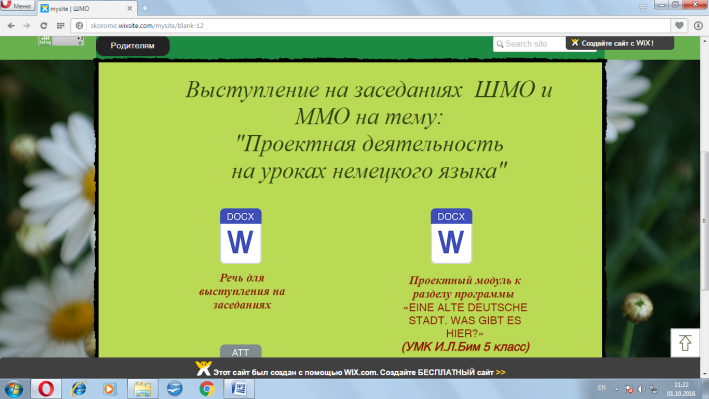 Меню
mysite | ШМО
skoromir.wixsite.com/mysite/blank-12
Родителям
Search site
Создайте сайт с WiX!
Выступление на заседаниях ШМО и
ММО на тему:
"Проектная деятельность
на уроках немецкого языка"
DOCX
W
Речь для
выступления на
заседаниях
DOCX
W
Проектный модуль к
разделу программы
«EINE ALTE DEUTSCHE
STADT. WAS GIBT ES
HIER?»
(УМК И.Л.Бим 5 класс)
ATT
Этот сайт был создан с помощью WIX.com. Создайте БЕСПЛАТНЫЙ сайт >>
EN
11:22
01.10.2016